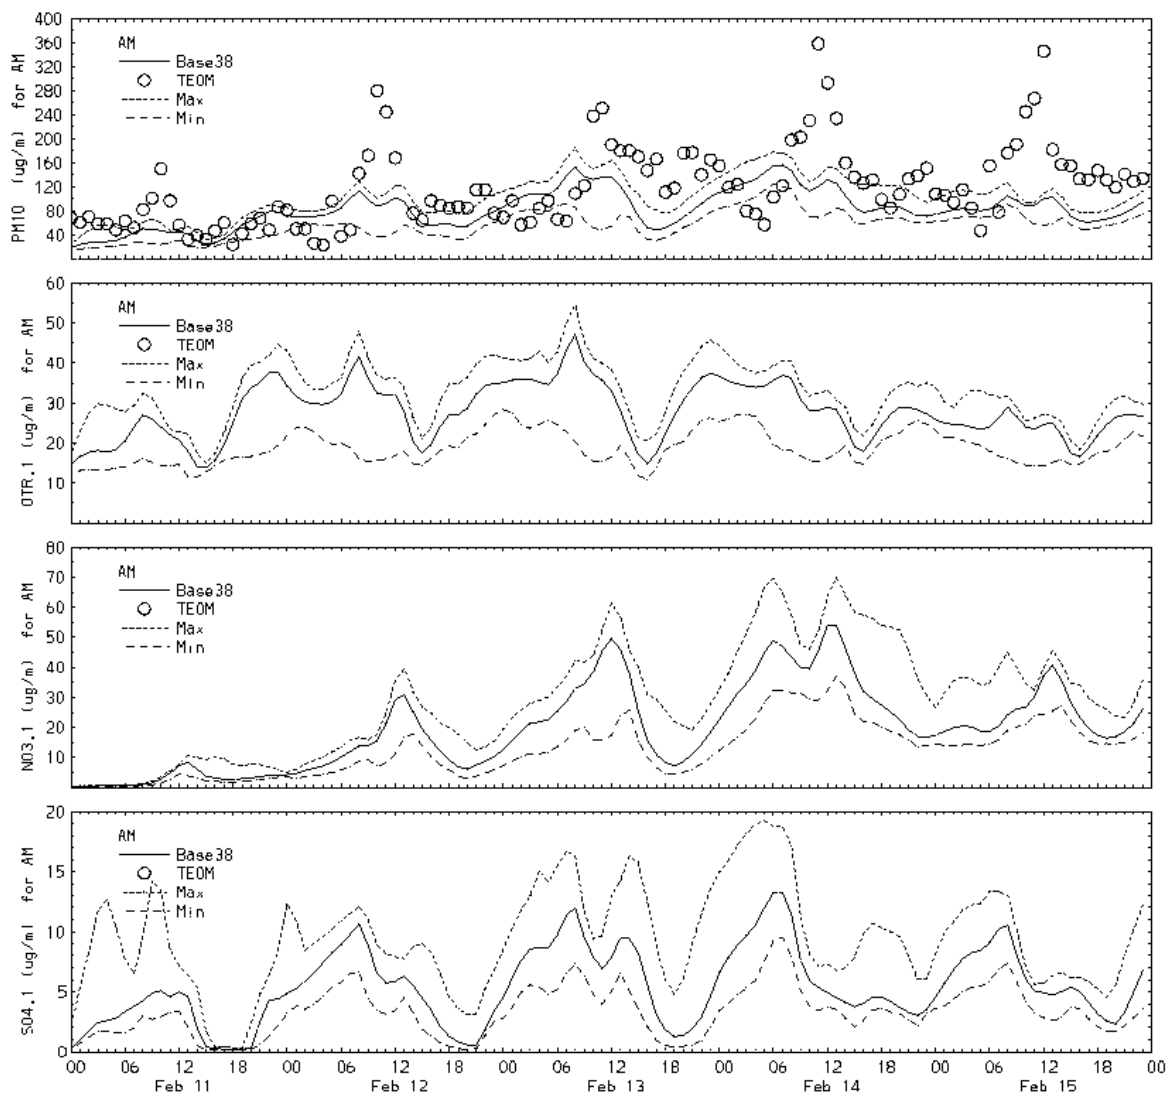 PM10 (ug/m) for AM
400
360
320
280
240
200
160
120
80
40
AM
Base38
TEOM
Max
Min
OTR.1 (ug/m) for AM
60
50
40
30
20
10
AM
Base38
TEOM
Max
Min
NO3.1 (ug/m) for AM
80
70
60
50
40
30
20
10
AM
Base38
TEOM
Max
Min
SO4.1 (ug/m) for AM
20
15
10
5
0
AM
Base38
TEOM
Max
Min
00 06 12 18 00 06 12 18 00 06 12 18 00 06 12 18 00 06 12 18 00
Feb 11 Feb 12 Feb 13 Feb 14 Feb 15